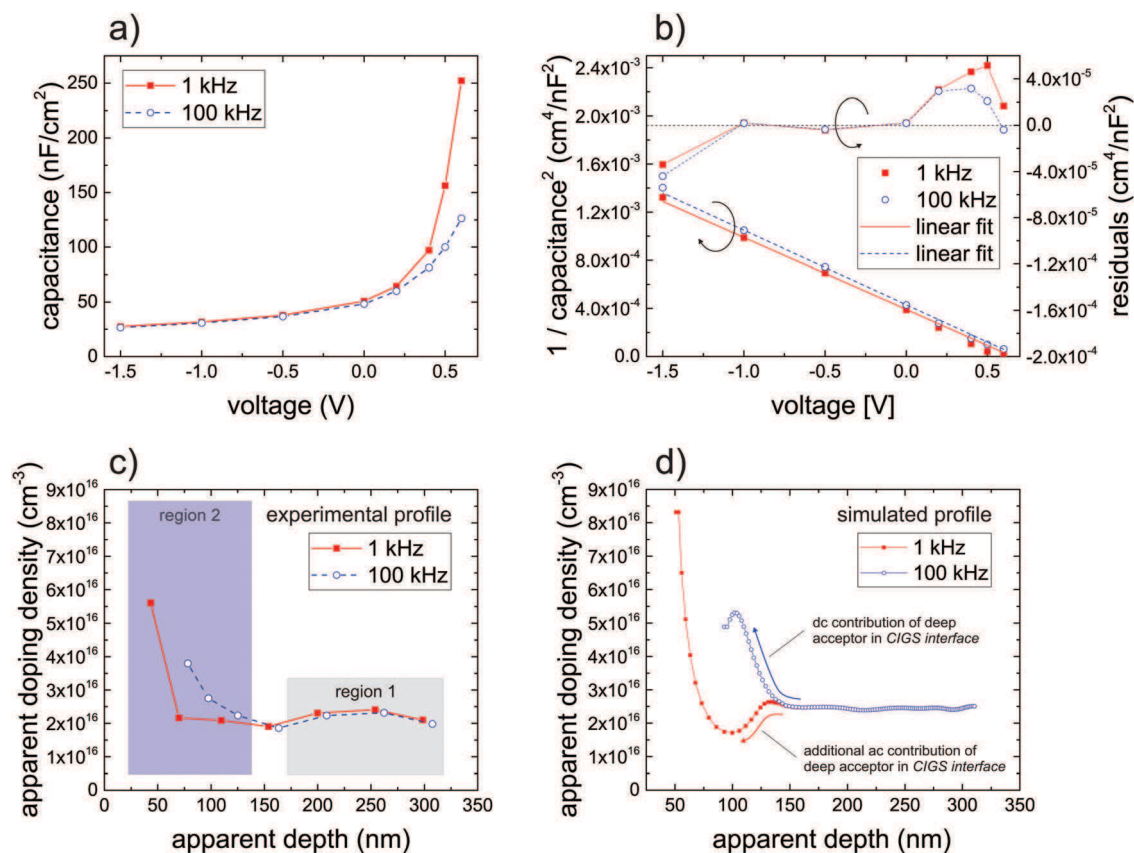 a)
250
200
150
100
50
0
capacitance (nF/cm²)
1 kHz
100 kHz
-1.5 -1.0 -0.5 0.0 0.5
voltage (V)
b)
2.4x10⁻³
2.0x10⁻³
1.6x10⁻³
1.2x10⁻³
8.0x10⁻⁴
4.0x10⁻⁴
0.0
1 / capacitance² (cm⁴/nF²)
1 kHz
100 kHz
linear fit
linear fit
4.0x10⁻⁵
0.0
-4.0x10⁻⁵
-8.0x10⁻⁵
-1.2x10⁻⁴
-1.6x10⁻⁴
-2.0x10⁻⁴
residuals (cm⁴/nF²)
-1.5 -1.0 -0.5 0.0 0.5
voltage [V]
c)
9x10¹⁶
8x10¹⁶
7x10¹⁶
6x10¹⁶
5x10¹⁶
4x10¹⁶
3x10¹⁶
2x10¹⁶
1x10¹⁶
0
apparent doping density (cm⁻³)
region 2
experimental profile
1 kHz
100 kHz
region 1
0 50 100 150 200 250 300 350
apparent depth (nm)
d)
9x10¹⁶
8x10¹⁶
7x10¹⁶
6x10¹⁶
5x10¹⁶
4x10¹⁶
3x10¹⁶
2x10¹⁶
1x10¹⁶
0
apparent doping density (cm⁻³)
simulated profile
1 kHz
100 kHz
dc contribution of deep
acceptor in CIGS interface
additional ac contribution of
deep acceptor in CIGS interface
50 100 150 200 250 300 350
apparent depth (nm)